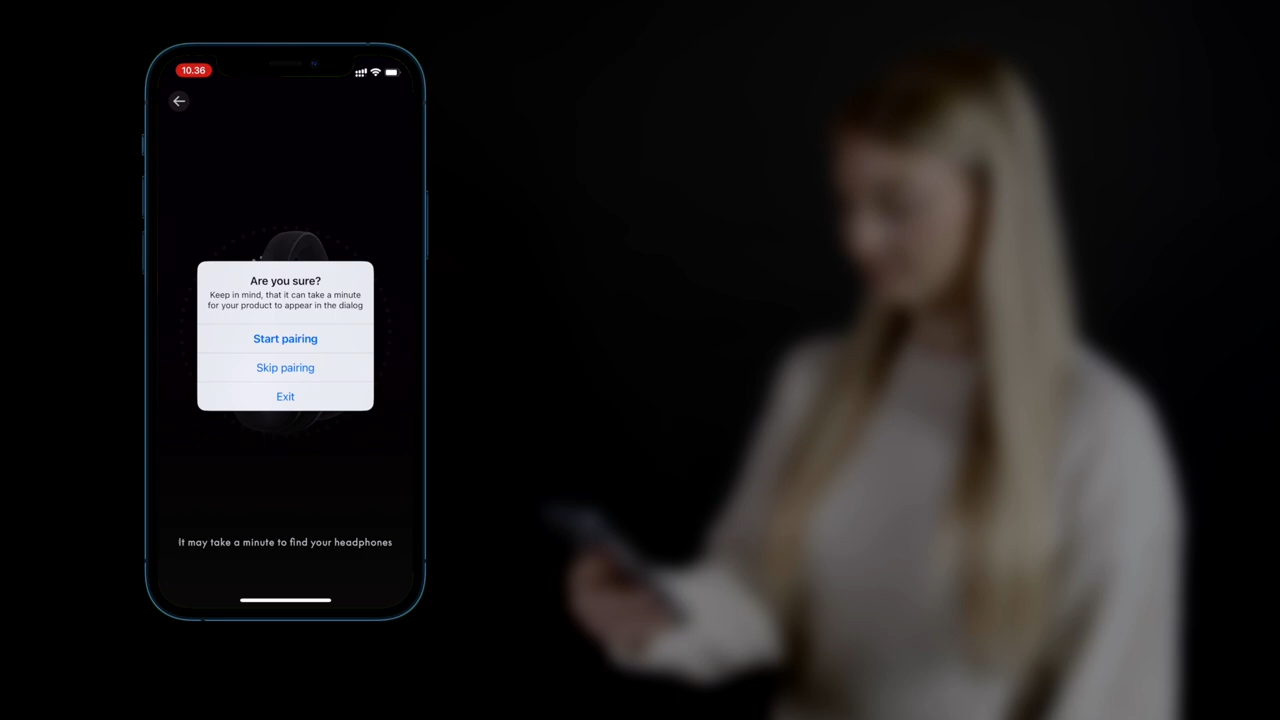 10.36
Are you sure?
Keep in mind, that it can take a minute
for your product to appear in the dialog
Start pairing
Skip pairing
Exit
It may take a minute to find your headphones